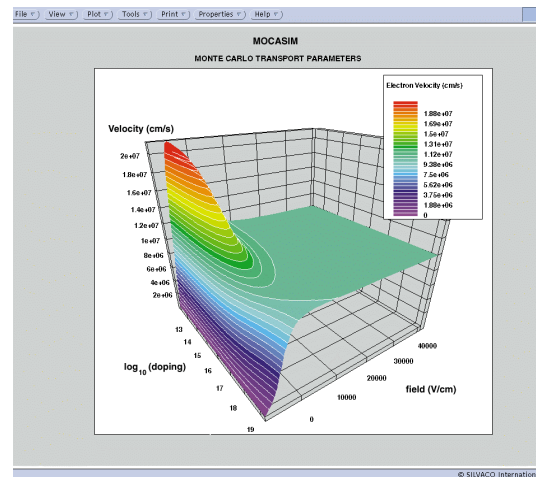 File View Plot Tools Print Properties Help
MOCASIM
MONTE CARLO TRANSPORT PARAMETERS
Electron Velocity (cm/s)
1.88e+07
1.69e+07
1.5e+07
1.31e+07
1.12e+07
9.38e+06
7.5e+06
5.62e+06
3.75e+06
1.88e+06
0
Velocity (cm/s)
2e+07
1.8e+07
1.6e+07
1.4e+07
1.2e+07
1e+07
8e+06
6e+06
4e+06
2e+06
13
14
15
16
17
18
19
log10 (doping)
0
10000
20000
30000
40000
field (V/cm)
© SILVACO Internation